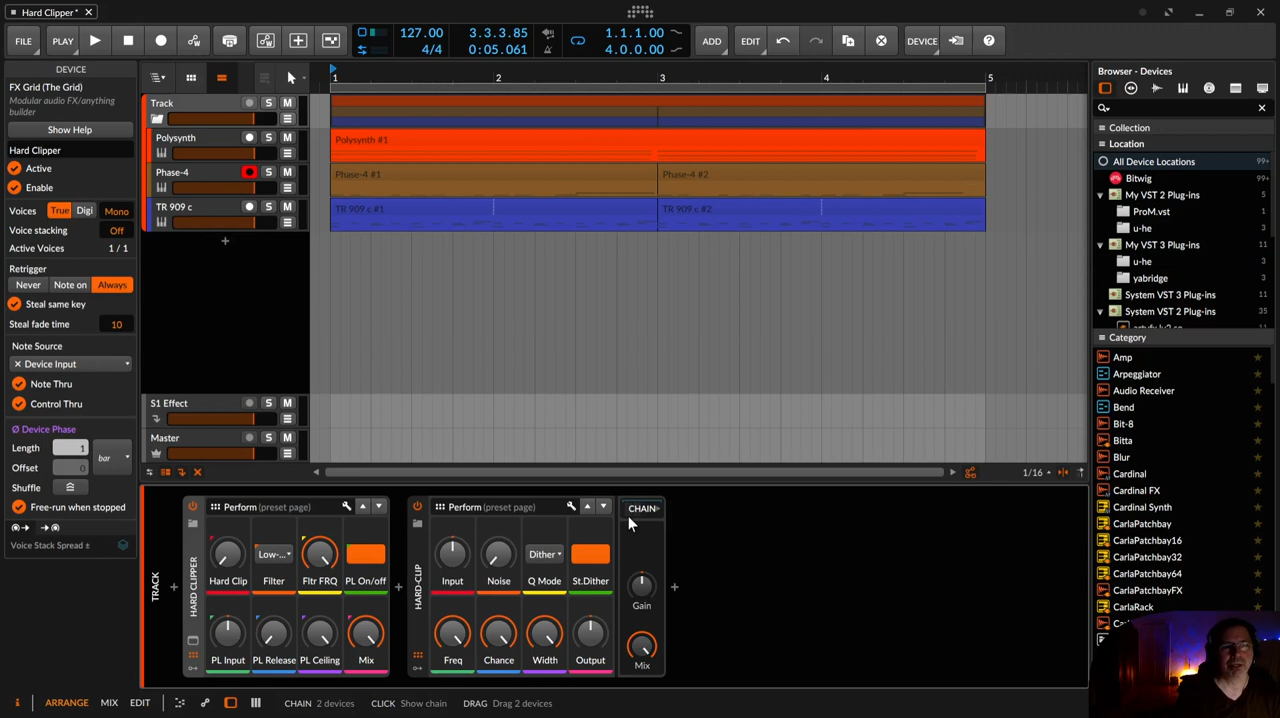 Hard Clipper*
FILE PLAY 127.00 4/4 3.3.3.85 0:05.061 1.1.1.00 4.0.0.00 ADD EDIT DEVICE
DEVICE
FX Grid (The Grid)
Modular audio FX/anything
builder
Show Help
Hard Clipper
Active
Enable
Voices True Digi Mono
Voice stacking Off
Active Voices 1 / 1
Retrigger
Never Note on Always
Steal same key
Steal fade time 10
Note Source
✕ Device Input
Note Thru
Control Thru
Ø Device Phase
Length 1 bar
Offset 0
Shuffle
Free-run when stopped
Voice Stack Spread ±
1 2 3 4 5
Track S M
Polysynth S M
Polysynth #1
Phase-4 S M
Phase-4 #1 Phase-4 #2
TR 909 c S M
TR 909 c #1 TR 909 c #2
+
S1 Effect S M
Master S M
1/16
TRACK
HARD CLIPPER
Perform (preset page)
Hard Clip Filter Low-... Fltr FRQ PL On/off
PL Input PL Release PL Ceiling Mix
HARD-CLIP
Perform (preset page)
Input Noise Q Mode Dither St.Dither
Freq Chance Width Output
CHAIN
Gain
Mix
Browser - Devices
Collection
Location
All Device Locations 99+
Bitwig 99+
My VST 2 Plug-ins 5
ProM.vst
u-he
My VST 3 Plug-ins 11
u-he
yabridge
System VST 3 Plug-ins 11
System VST 2 Plug-ins 35
Category
Amp
Arpeggiator
Audio Receiver
Bend
Bit-8
Bitta
Blur
Cardinal
Cardinal FX
Cardinal Synth
CarlaPatchbay
CarlaPatchbay16
CarlaPatchbay32
CarlaPatchbay64
CarlaPatchbayFX
CarlaRack
i ARRANGE MIX EDIT CHAIN 2 devices CLICK Show chain DRAG Drag 2 devices